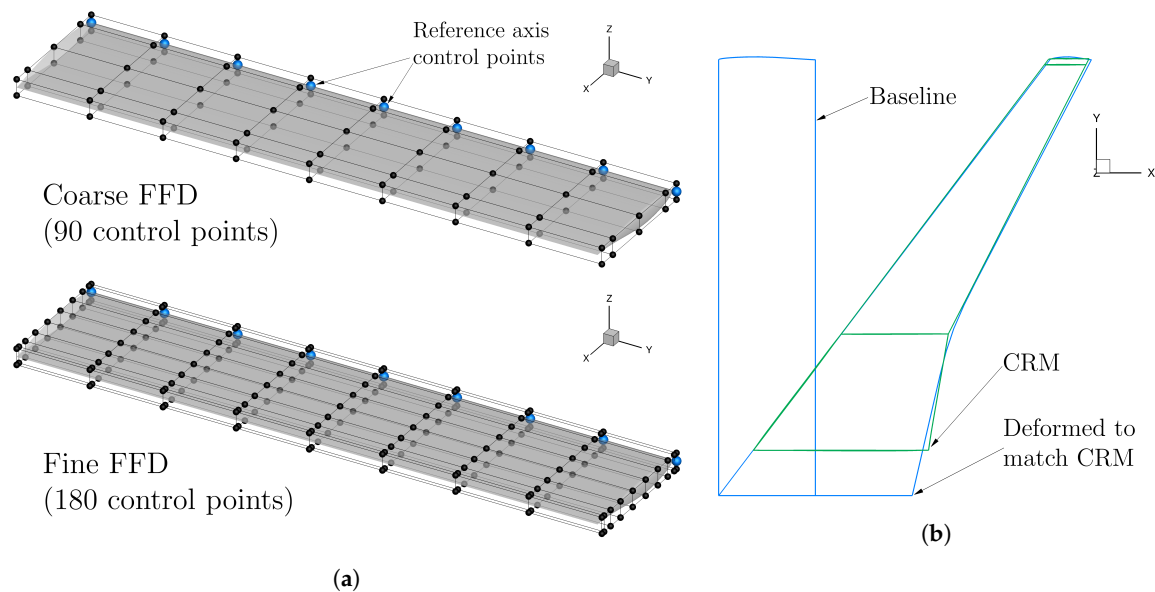 Reference axis
control points
Z
Y
X
Coarse FFD
(90 control points)
Z
Y
X
Fine FFD
(180 control points)
(a)
Baseline
Y
X
Z
CRM
Deformed to
match CRM
(b)